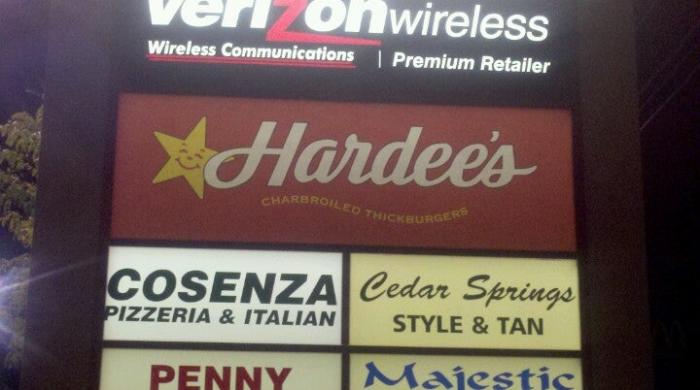 verizonwireless
Wireless Communications | Premium Retailer
Hardee's
CHARBROILED THICKBURGERS
COSENZA
PIZZERIA & ITALIAN
Cedar Springs
STYLE & TAN
PENNY
Majestic